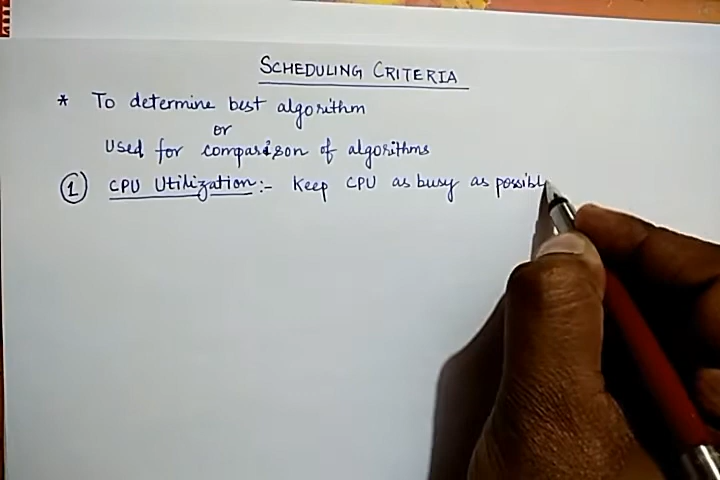 SCHEDULING CRITERIA
* To determine best algorithm
or
Used for comparison of algorithms
① CPU Utilization :- Keep CPU as busy as possibl